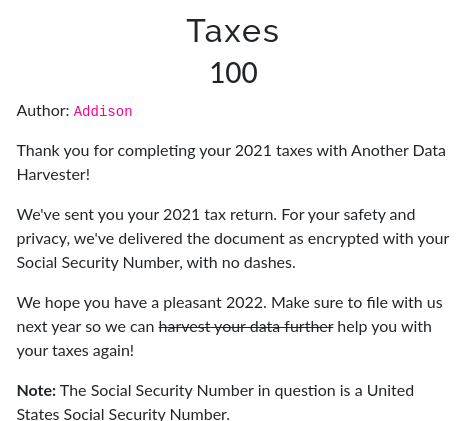 Taxes
100
Author: Addison
Thank you for completing your 2021 taxes with Another Data
Harvester!
We've sent you your 2021 tax return. For your safety and
privacy, we've delivered the document as encrypted with your
Social Security Number, with no dashes.
We hope you have a pleasant 2022. Make sure to file with us
next year so we can harvest your data further help you with
your taxes again!
Note: The Social Security Number in question is a United
States Social Security Number.